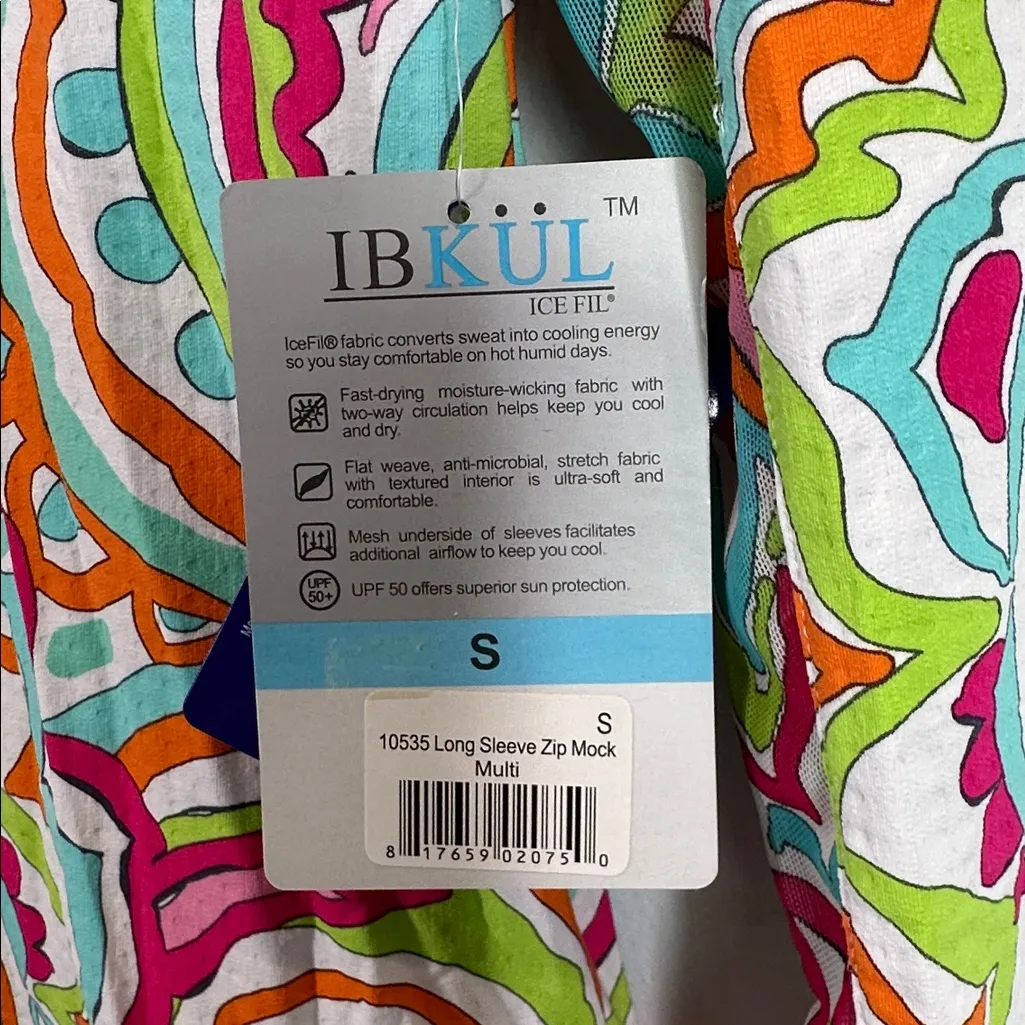 IBKÜL™
ICE FIL®
IceFil® fabric converts sweat into cooling energy
so you stay comfortable on hot humid days.
Fast-drying moisture-wicking fabric with
two-way circulation helps keep you cool
and dry.
Flat weave, anti-microbial, stretch fabric
with textured interior is ultra-soft and
comfortable.
Mesh underside of sleeves facilitates
additional airflow to keep you cool.
UPF
50+
UPF 50 offers superior sun protection.
S
S
10535 Long Sleeve Zip Mock
Multi
8 17659 02075 0